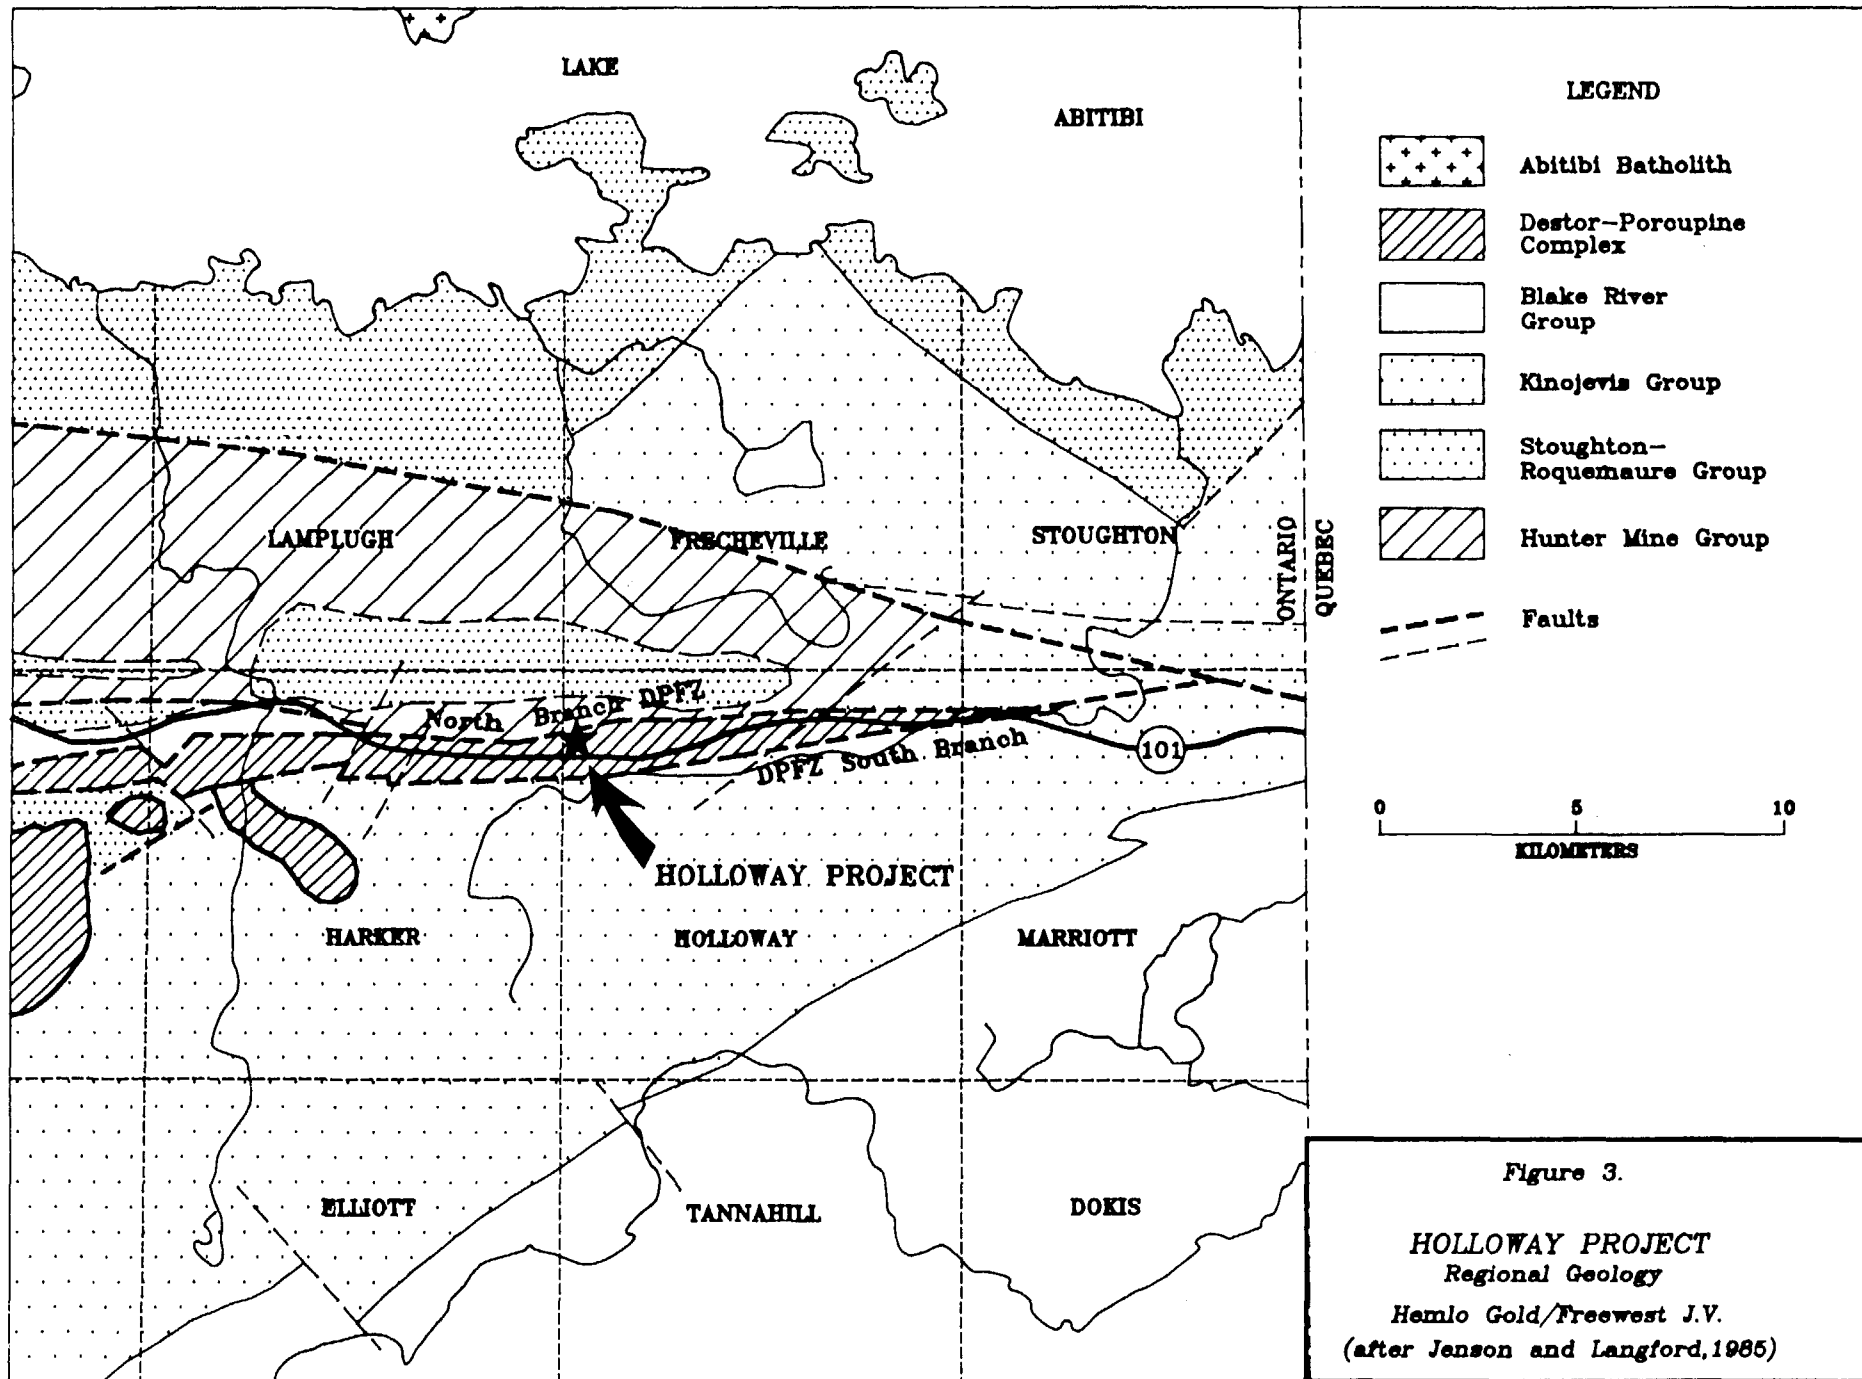 LAKE
ABITIBI
LAMPLUGH
FRECHEVILLE
STOUGHTON
ONTARIO
QUEBEC
North Branch DPFZ
DPFZ South Branch
101
HOLLOWAY PROJECT
HARKER
HOLLOWAY
MARRIOTT
ELLIOTT
TANNAHILL
DOKIS
LEGEND
Abitibi Batholith
Destor-Porcupine
Complex
Blake River
Group
Kinojevis Group
Stoughton-
Roquemaure Group
Hunter Mine Group
Faults
0 5 10
KILOMETERS
Figure 3.
HOLLOWAY PROJECT
Regional Geology
Hemlo Gold/Freewest J.V.
(after Jenson and Langford,1985)